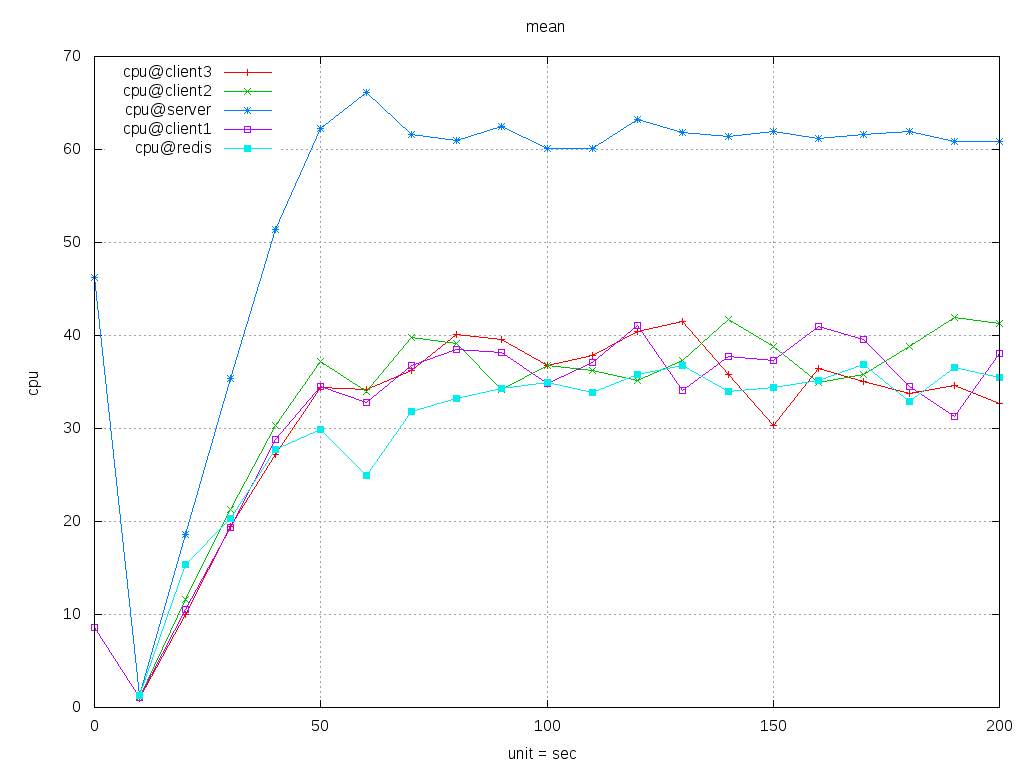 mean
70
60
50
40
30
20
10
0
cpu
cpu@client3
cpu@client2
cpu@server
cpu@client1
cpu@redis
0 50 100 150 200
unit = sec